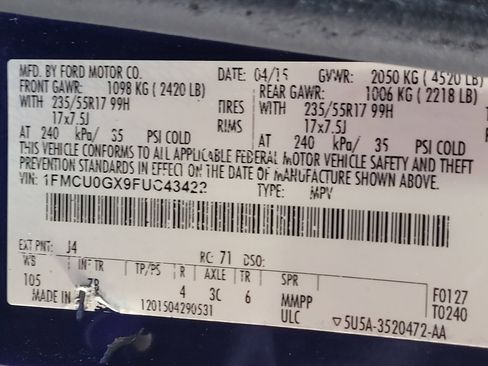 MFD. BY FORD MOTOR CO. DATE: 04/15 GVWR: 2050 KG (4520 LB)
FRONT GAWR: 1098 KG (2420 LB) REAR GAWR: 1006 KG (2218 LB)
WITH 235/55R17 99H TIRES WITH 235/55R17 99H
17x7.5J RIMS 17x7.5J
AT 240 kPa/ 35 PSI COLD AT 240 kPa/ 35 PSI COLD
THIS VEHICLE CONFORMS TO ALL APPLICABLE FEDERAL MOTOR VEHICLE SAFETY AND THEFT
PREVENTION STANDARDS IN EFFECT ON THE DATE OF MANUFACTURE SHOWN ABOVE.
VIN: 1FMCU0GX9FUC43422 TYPE: MPV
EXT PNT: J4 RC: 71 DSO:
WB INT TR TP/PS R AXLE TR SPR F0127
105 ZB 4 3C 6 MMPP T0240
MADE IN 1201504290531 ULC ▽5U5A-3520472-AA